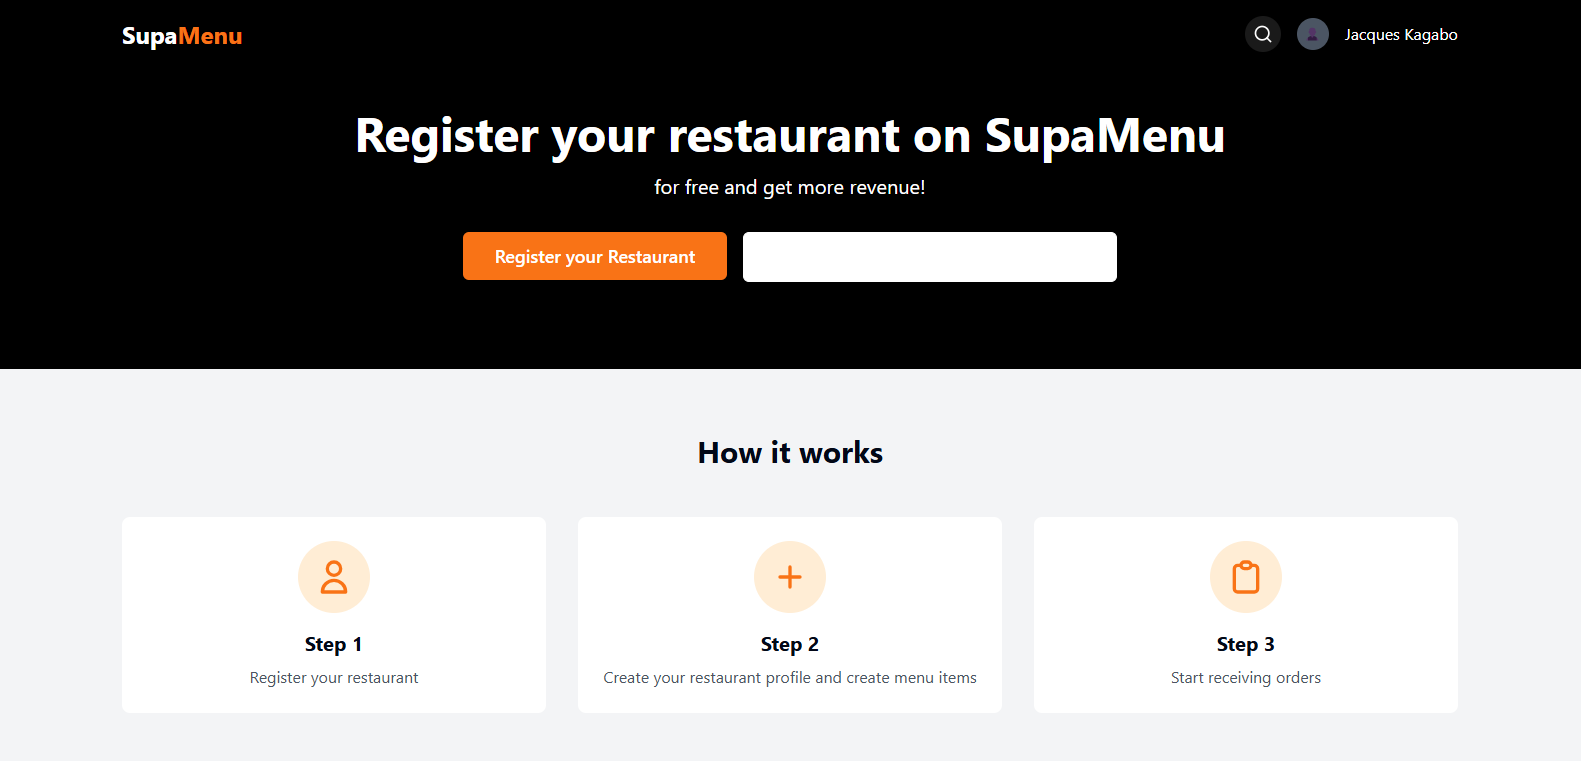 SupaMenu
Jacques Kagabo
Register your restaurant on SupaMenu
for free and get more revenue!
Register your Restaurant
How it works
Step 1
Register your restaurant
Step 2
Create your restaurant profile and create menu items
Step 3
Start receiving orders